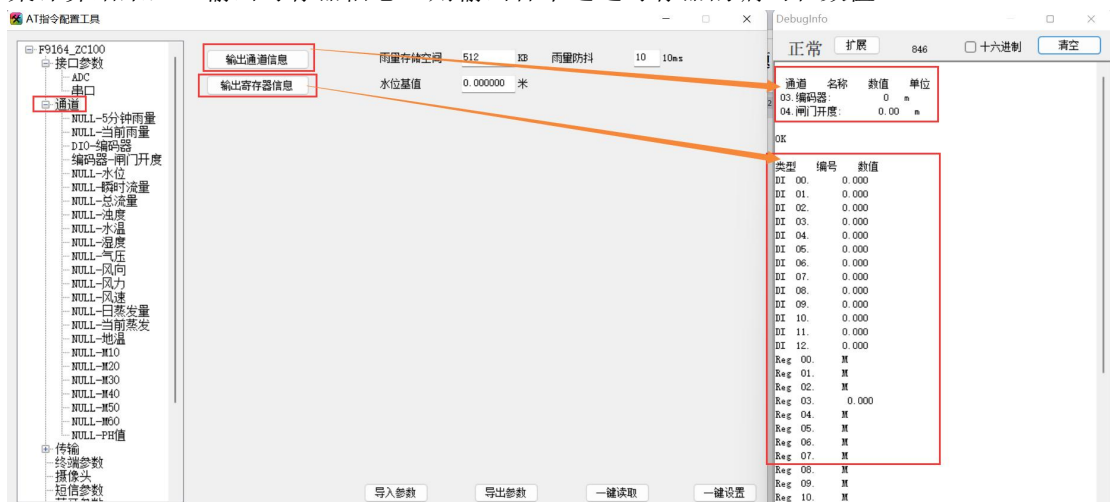 AT指令配置工具
F9164_ZC100
接口参数
ADC
串口
通道
NULL-5分钟雨量
NULL-当前雨量
DIO-编码器
编码器-闸门开度
NULL-水位
NULL-瞬时流量
NULL-总流量
NULL-浊度
NULL-水温
NULL-湿度
NULL-气压
NULL-风向
NULL-风力
NULL-风速
NULL-日蒸发量
NULL-当前蒸发
NULL-地温
NULL-M10
NULL-M20
NULL-M30
NULL-M40
NULL-M50
NULL-M60
NULL-PH值
传输
终端参数
摄像头
短信参数
输出通道信息 雨量存储空间 512 KB 雨量防抖 10 10ms
输出寄存器信息 水位基值 0.000000 米
导入参数 导出参数 一键读取 一键设置
DebugInfo
正常 扩展 846 十六进制 清空
通道 名称 数值 单位
03.编码器: 0 m
04.闸门开度: 0.00 m
OK
类型 编号 数值
DI 00. 0.000
DI 01. 0.000
DI 02. 0.000
DI 03. 0.000
DI 04. 0.000
DI 05. 0.000
DI 06. 0.000
DI 07. 0.000
DI 08. 0.000
DI 09. 0.000
DI 10. 0.000
DI 11. 0.000
DI 12. 0.000
Reg 00. M
Reg 01. M
Reg 02. M
Reg 03. 0.000
Reg 04. M
Reg 05. M
Reg 06. M
Reg 07. M
Reg 08. M
Reg 09. M
Reg 10. M